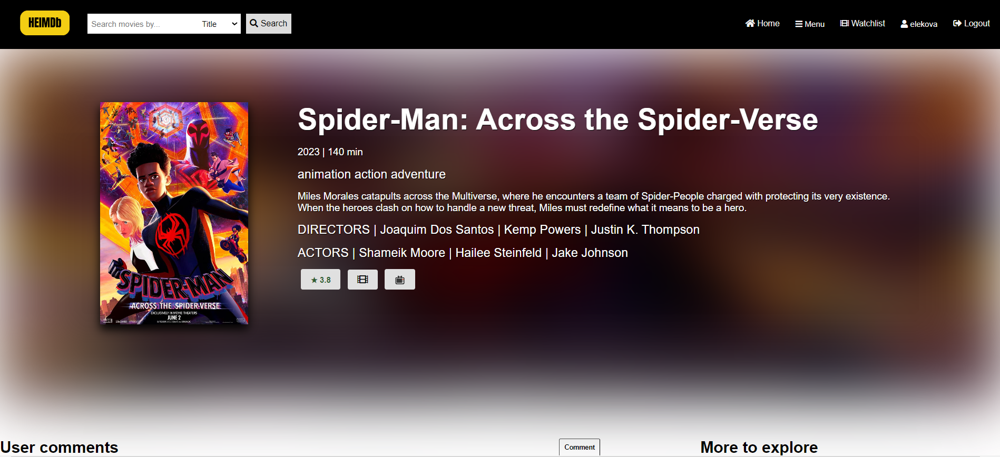 HEIMDb
Search movies by...
Title
Search
Home
Menu
Watchlist
elekova
Logout
Spider-Man: Across the Spider-Verse
2023 | 140 min
animation action adventure
Miles Morales catapults across the Multiverse, where he encounters a team of Spider-People charged with protecting its very existence.
When the heroes clash on how to handle a new threat, Miles must redefine what it means to be a hero.
DIRECTORS | Joaquim Dos Santos | Kemp Powers | Justin K. Thompson
ACTORS | Shameik Moore | Hailee Steinfeld | Jake Johnson
★ 3.8
SPIDER-MAN
ACROSS THE SPIDER-VERSE
EXCLUSIVELY IN MOVIE THEATERS
JUNE 2
User comments
Comment
More to explore